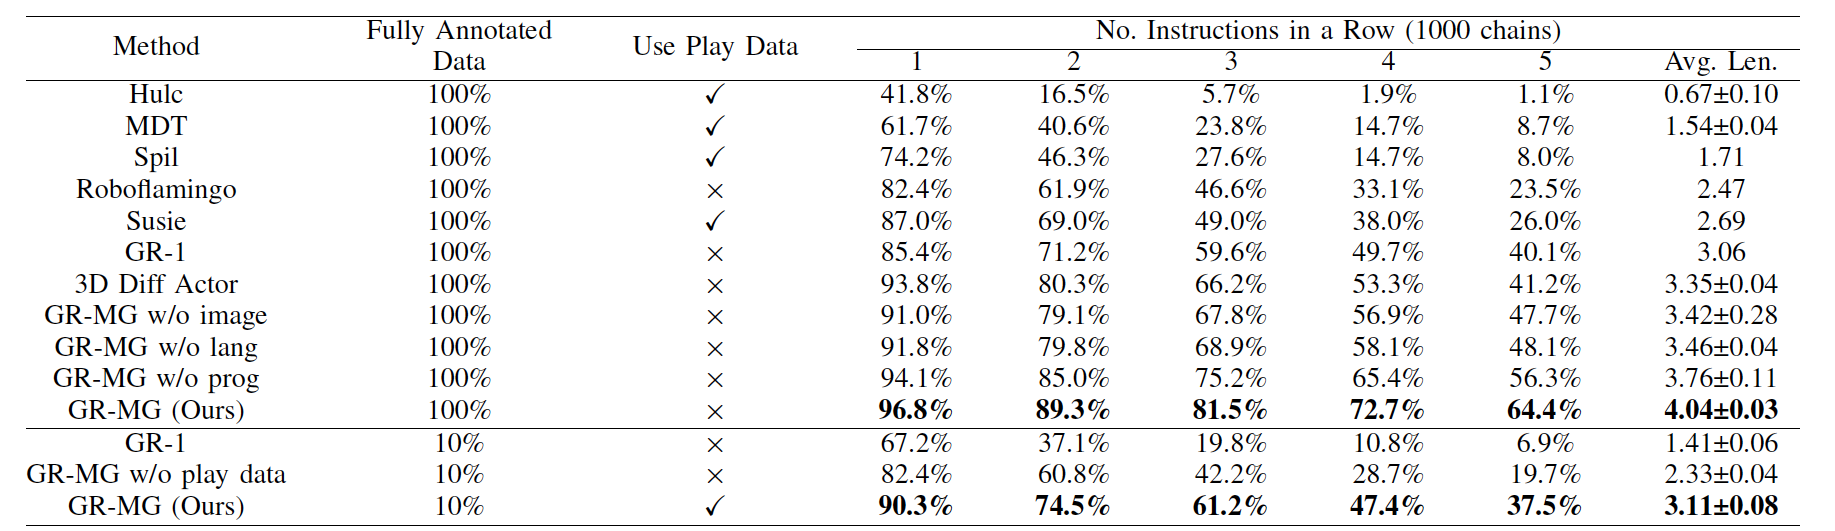 Method Fully Annotated Data Use Play Data No. Instructions in a Row (1000 chains)
1 2 3 4 5 Avg. Len.
Hulc 100% ✓ 41.8% 16.5% 5.7% 1.9% 1.1% 0.67±0.10
MDT 100% ✓ 61.7% 40.6% 23.8% 14.7% 8.7% 1.54±0.04
Spil 100% ✓ 74.2% 46.3% 27.6% 14.7% 8.0% 1.71
Roboflamingo 100% × 82.4% 61.9% 46.6% 33.1% 23.5% 2.47
Susie 100% ✓ 87.0% 69.0% 49.0% 38.0% 26.0% 2.69
GR-1 100% × 85.4% 71.2% 59.6% 49.7% 40.1% 3.06
3D Diff Actor 100% × 93.8% 80.3% 66.2% 53.3% 41.2% 3.35±0.04
GR-MG w/o image 100% × 91.0% 79.1% 67.8% 56.9% 47.7% 3.42±0.28
GR-MG w/o lang 100% × 91.8% 79.8% 68.9% 58.1% 48.1% 3.46±0.04
GR-MG w/o prog 100% × 94.1% 85.0% 75.2% 65.4% 56.3% 3.76±0.11
GR-MG (Ours) 100% × 96.8% 89.3% 81.5% 72.7% 64.4% 4.04±0.03
GR-1 10% × 67.2% 37.1% 19.8% 10.8% 6.9% 1.41±0.06
GR-MG w/o play data 10% × 82.4% 60.8% 42.2% 28.7% 19.7% 2.33±0.04
GR-MG (Ours) 10% ✓ 90.3% 74.5% 61.2% 47.4% 37.5% 3.11±0.08